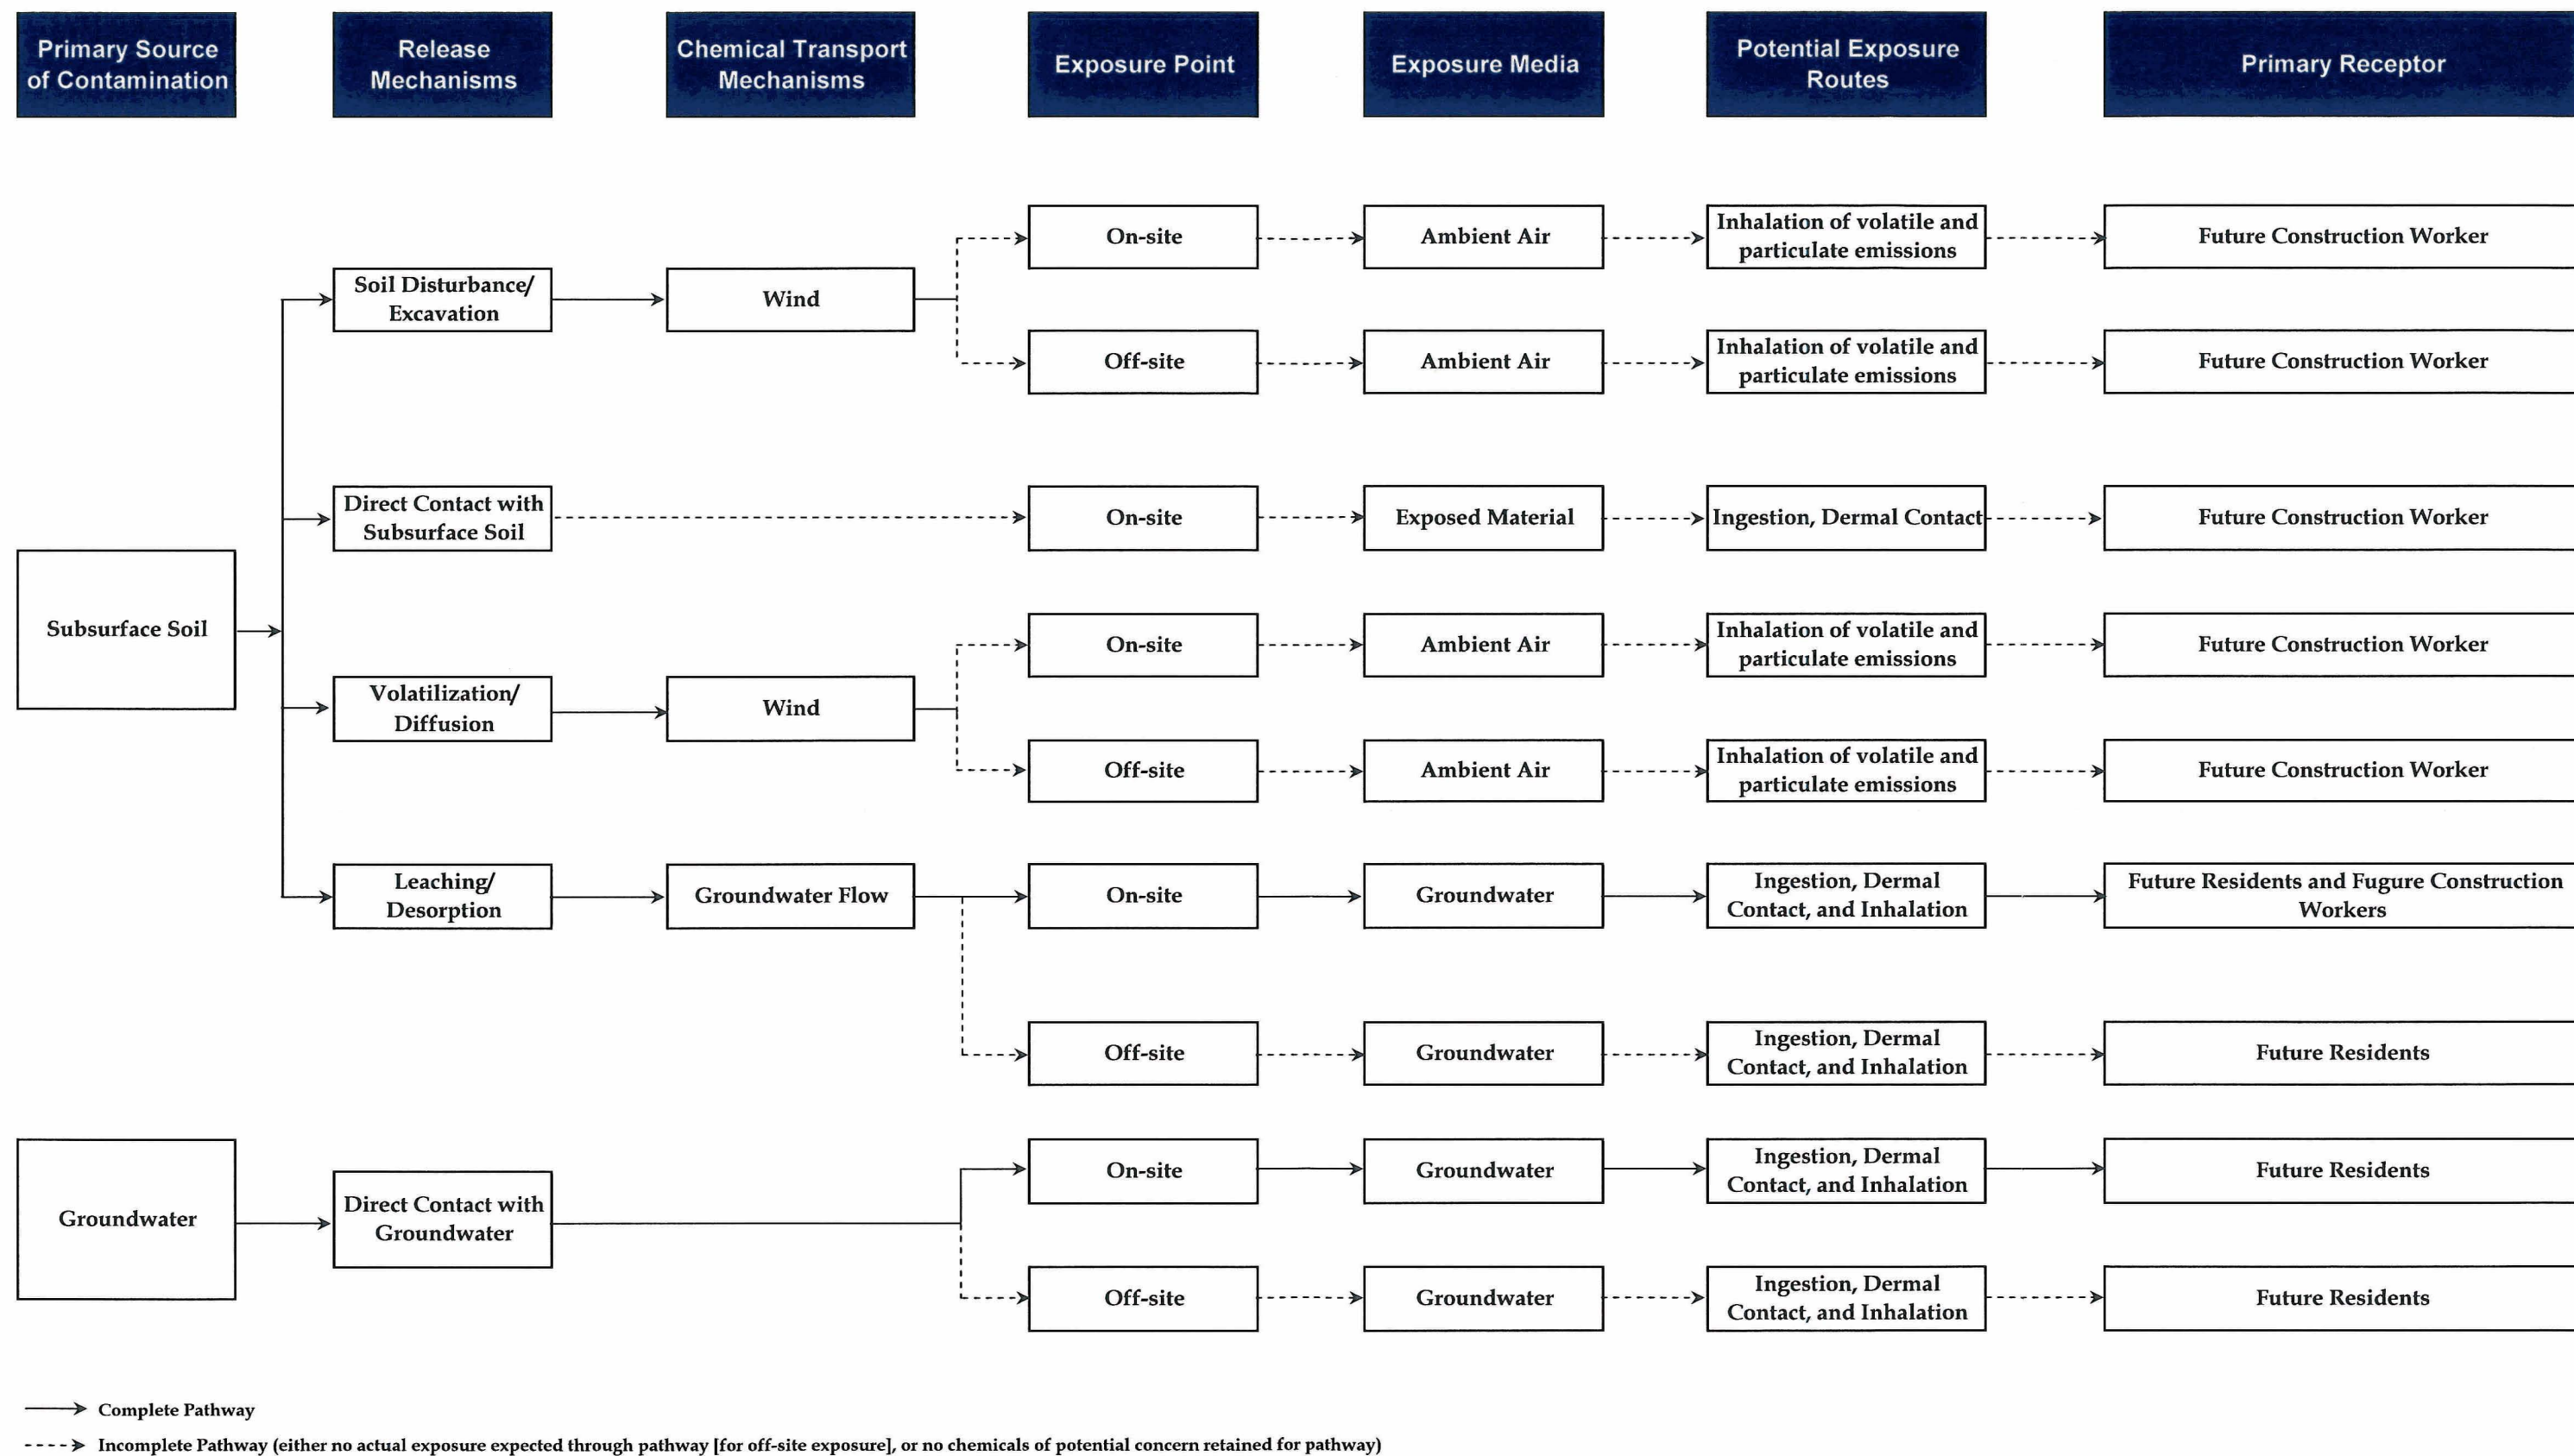 Primary Source
of Contamination
Release
Mechanisms
Chemical Transport
Mechanisms
Exposure Point
Exposure Media
Potential Exposure
Routes
Primary Receptor
On-site
Ambient Air
Inhalation of volatile and
particulate emissions
Future Construction Worker
Soil Disturbance/
Excavation
Wind
Off-site
Ambient Air
Inhalation of volatile and
particulate emissions
Future Construction Worker
Direct Contact with
Subsurface Soil
On-site
Exposed Material
Ingestion, Dermal Contact
Future Construction Worker
Subsurface Soil
On-site
Ambient Air
Inhalation of volatile and
particulate emissions
Future Construction Worker
Volatilization/
Diffusion
Wind
Off-site
Ambient Air
Inhalation of volatile and
particulate emissions
Future Construction Worker
Leaching/
Desorption
Groundwater Flow
On-site
Groundwater
Ingestion, Dermal
Contact, and Inhalation
Future Residents and Fugure Construction
Workers
Off-site
Groundwater
Ingestion, Dermal
Contact, and Inhalation
Future Residents
Groundwater
Direct Contact with
Groundwater
On-site
Groundwater
Ingestion, Dermal
Contact, and Inhalation
Future Residents
Off-site
Groundwater
Ingestion, Dermal
Contact, and Inhalation
Future Residents
Complete Pathway
Incomplete Pathway (either no actual exposure expected through pathway [for off-site exposure], or no chemicals of potential concern retained for pathway)